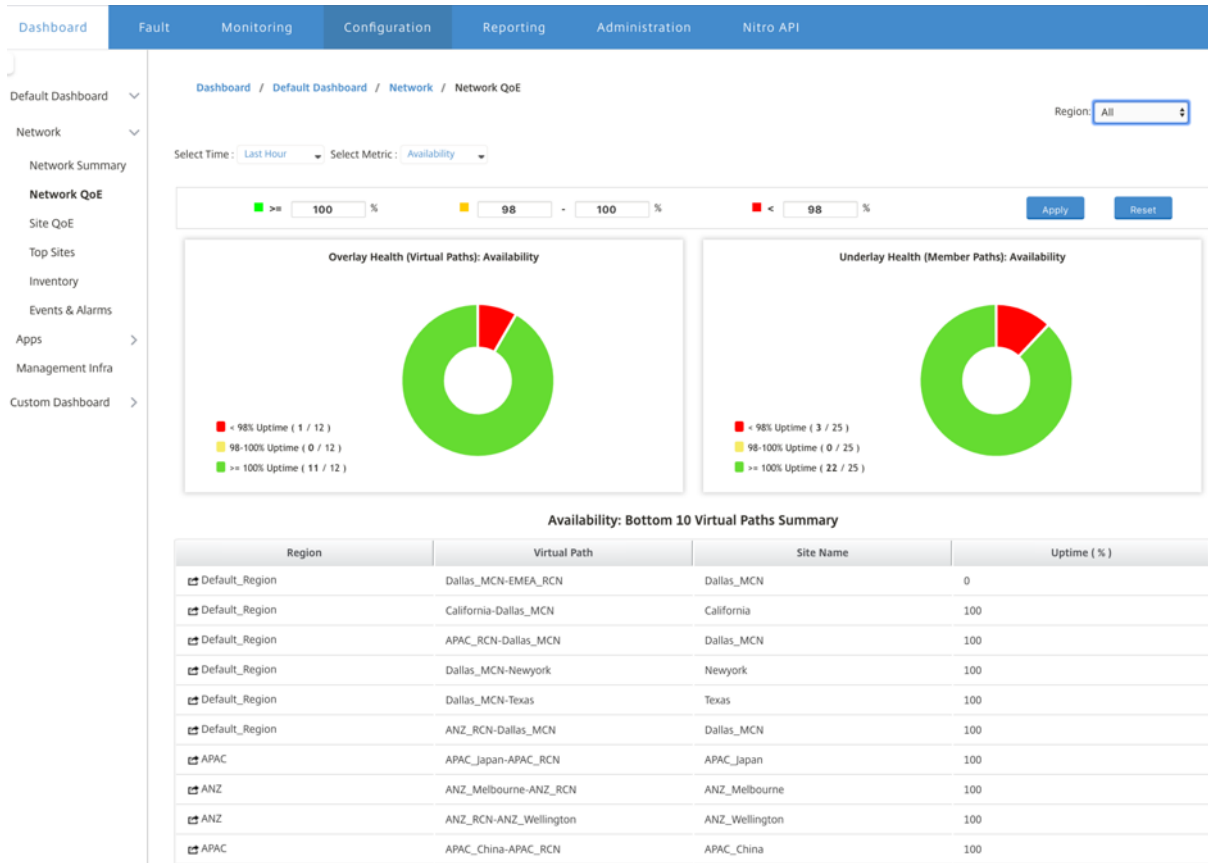 Dashboard Fault Monitoring Configuration Reporting Administration Nitro API
Default Dashboard
Network
Network Summary
Network QoE
Site QoE
Top Sites
Inventory
Events & Alarms
Apps
Management Infra
Custom Dashboard
Dashboard / Default Dashboard / Network / Network QoE
Region: All
Select Time : Last Hour Select Metric : Availability
>= 100 % 98 - 100 % < 98 % Apply Reset
Overlay Health (Virtual Paths): Availability
< 98% Uptime ( 1 / 12 )
98-100% Uptime ( 0 / 12 )
>= 100% Uptime ( 11 / 12 )
Underlay Health (Member Paths): Availability
< 98% Uptime ( 3 / 25 )
98-100% Uptime ( 0 / 25 )
>= 100% Uptime ( 22 / 25 )
Availability: Bottom 10 Virtual Paths Summary
Region Virtual Path Site Name Uptime ( % )
Default_Region Dallas_MCN-EMEA_RCN Dallas_MCN 0
Default_Region California-Dallas_MCN California 100
Default_Region APAC_RCN-Dallas_MCN Dallas_MCN 100
Default_Region Dallas_MCN-Newyork Newyork 100
Default_Region Dallas_MCN-Texas Texas 100
Default_Region ANZ_RCN-Dallas_MCN Dallas_MCN 100
APAC APAC_Japan-APAC_RCN APAC_Japan 100
ANZ ANZ_Melbourne-ANZ_RCN ANZ_Melbourne 100
ANZ ANZ_RCN-ANZ_Wellington ANZ_Wellington 100
APAC APAC_China-APAC_RCN APAC_China 100